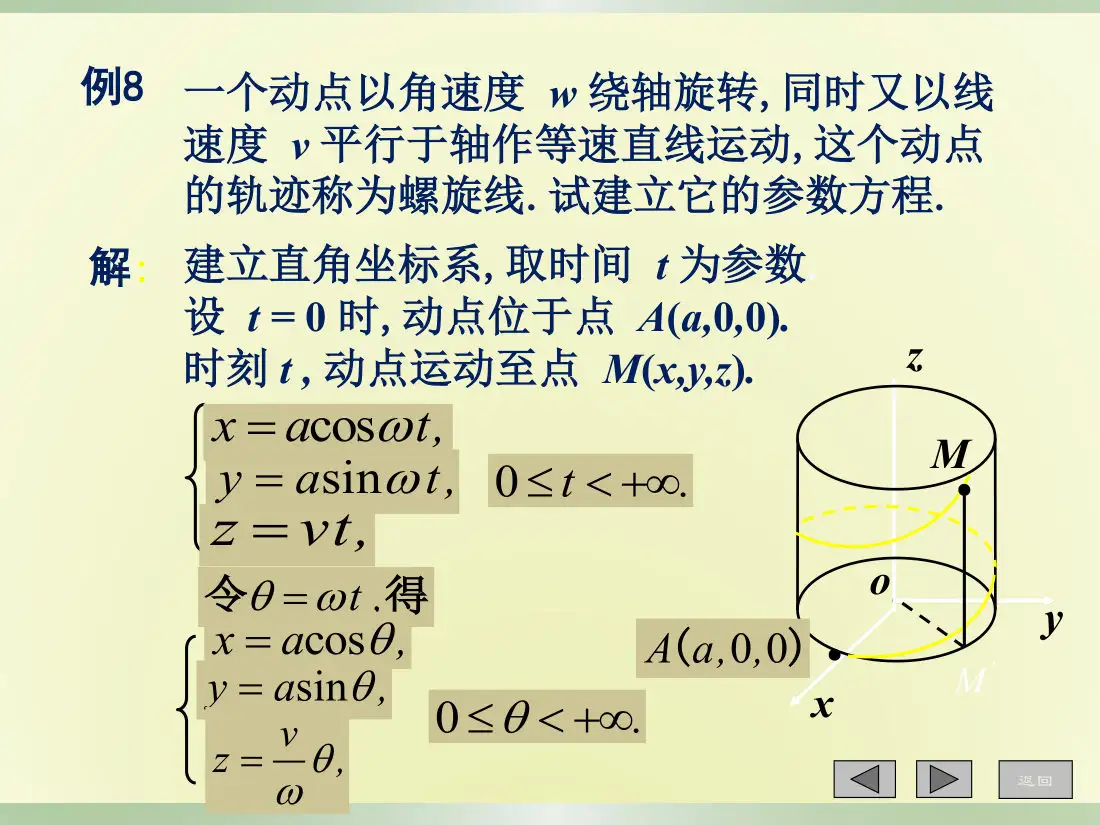 例8 一个动点以角速度 w 绕轴旋转,同时又以线
速度 v 平行于轴作等速直线运动,这个动点
的轨迹称为螺旋线. 试建立它的参数方程.
解: 建立直角坐标系,取时间 t 为参数.
设 t = 0 时,动点位于点 A(a,0,0).
时刻 t , 动点运动至点 M(x,y,z).
x = acosωt,
y = asinωt, 0 ≤ t < +∞.
z = vt,
令θ = ωt ,得
x = acosθ,
y = asinθ, 0 ≤ θ < +∞.
z = v/ω θ,
z
M
o
y
A(a,0,0)
M'
x
返回